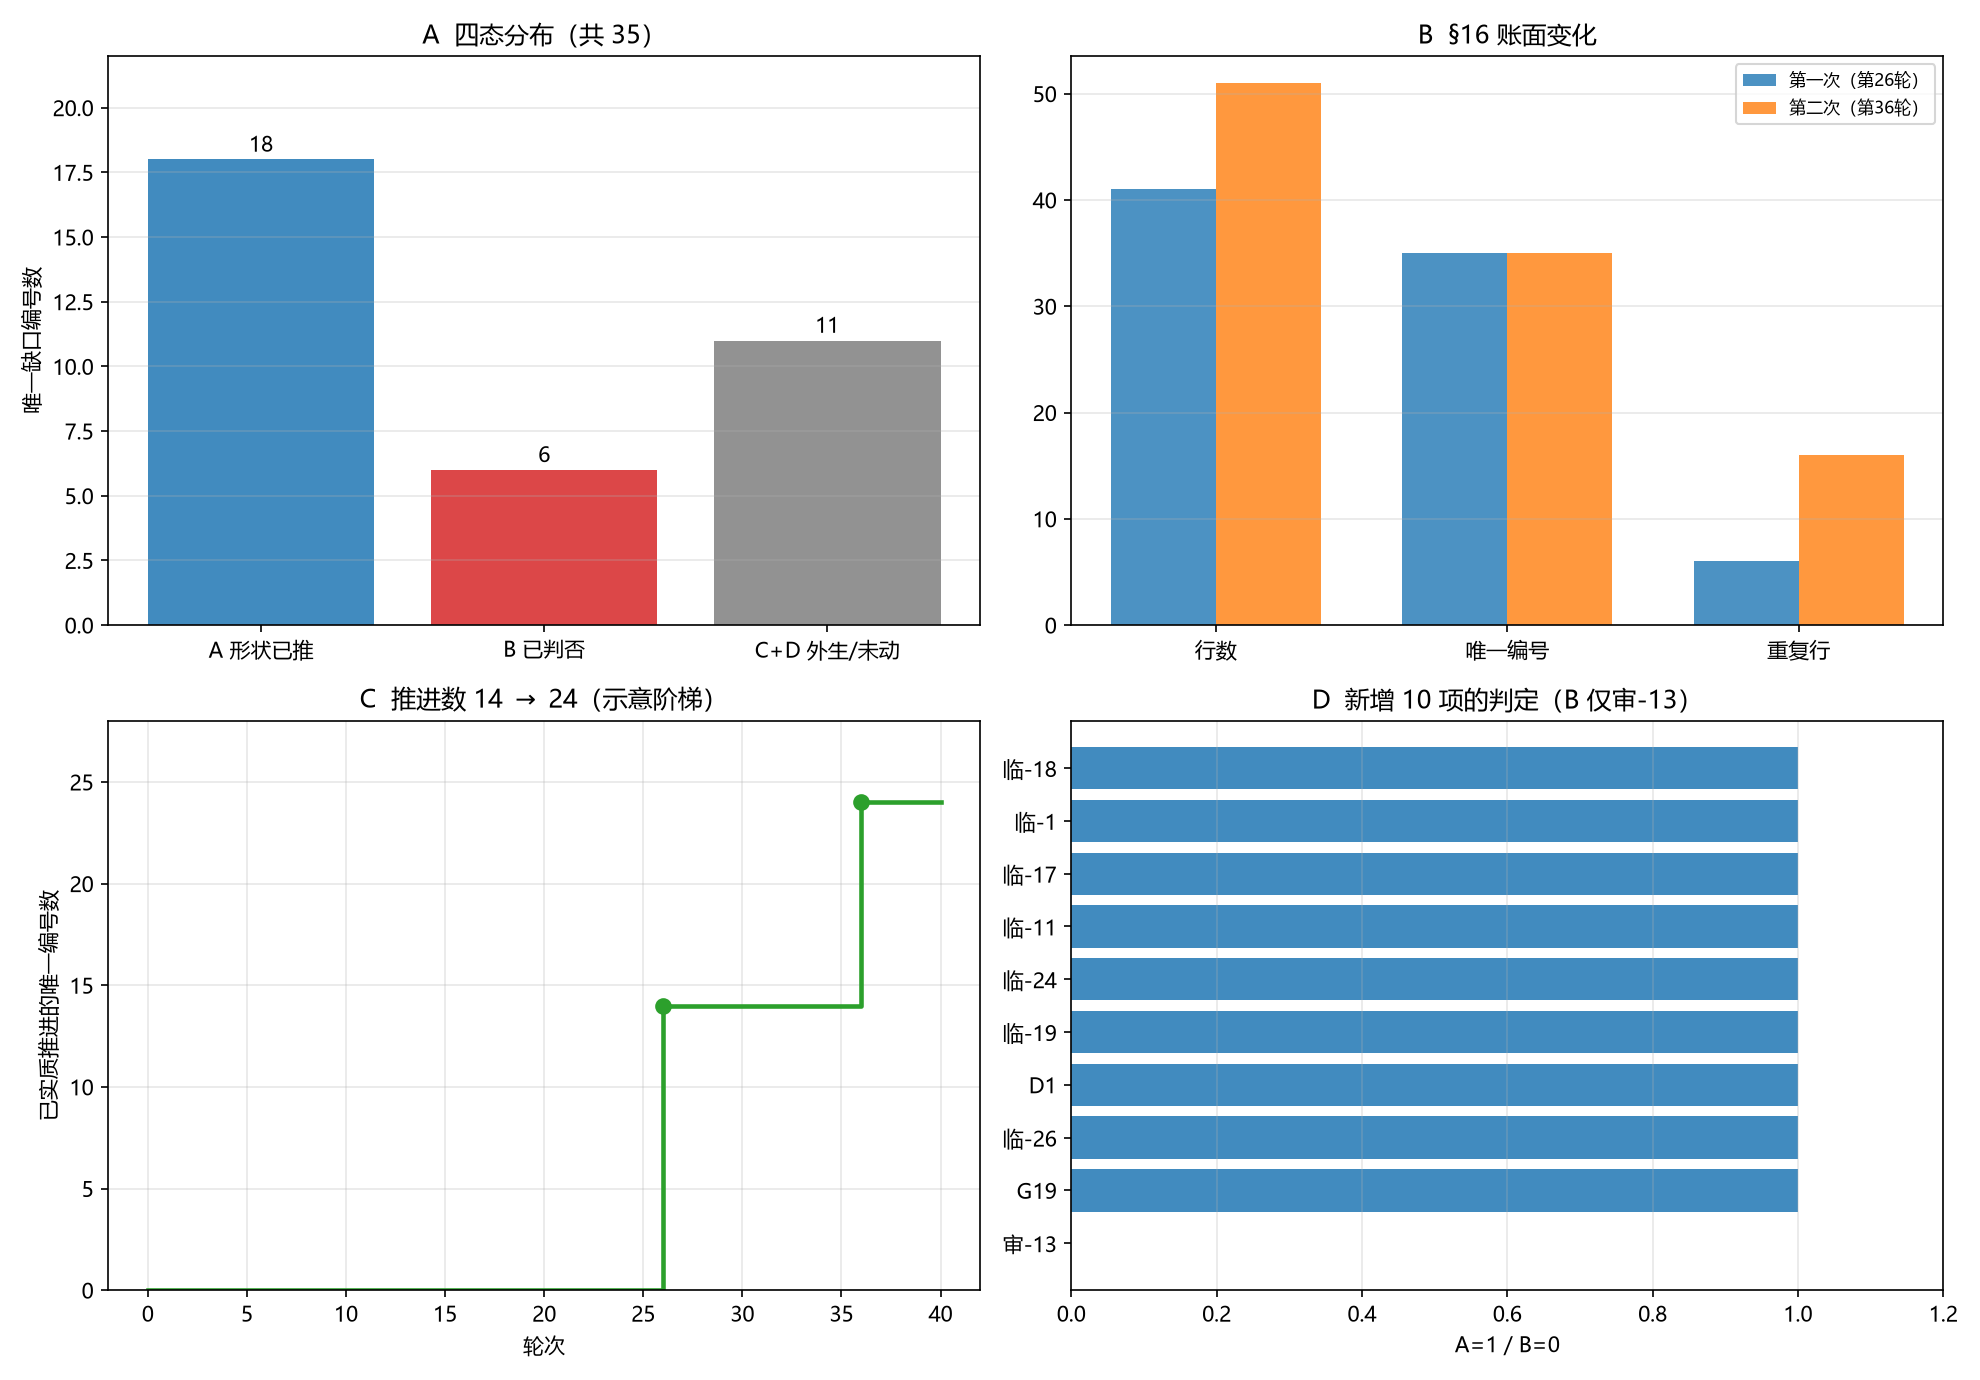 A 四态分布（共 35）
20.0
17.5
15.0
12.5
10.0
7.5
5.0
2.5
0.0
唯一缺口编号数
18
6
11
A 形状已推
B 已判否
C+D 外生/未动
B §16 账面变化
50
40
30
20
10
0
第一次（第26轮）
第二次（第36轮）
行数
唯一编号
重复行
C 推进数 14 → 24（示意阶梯）
25
20
15
10
5
0
已实质推进的唯一编号数
0 5 10 15 20 25 30 35 40
轮次
D 新增 10 项的判定（B 仅审-13）
临-18
临-1
临-17
临-11
临-24
临-19
D1
临-26
G19
审-13
0.0 0.2 0.4 0.6 0.8 1.0 1.2
A=1 / B=0